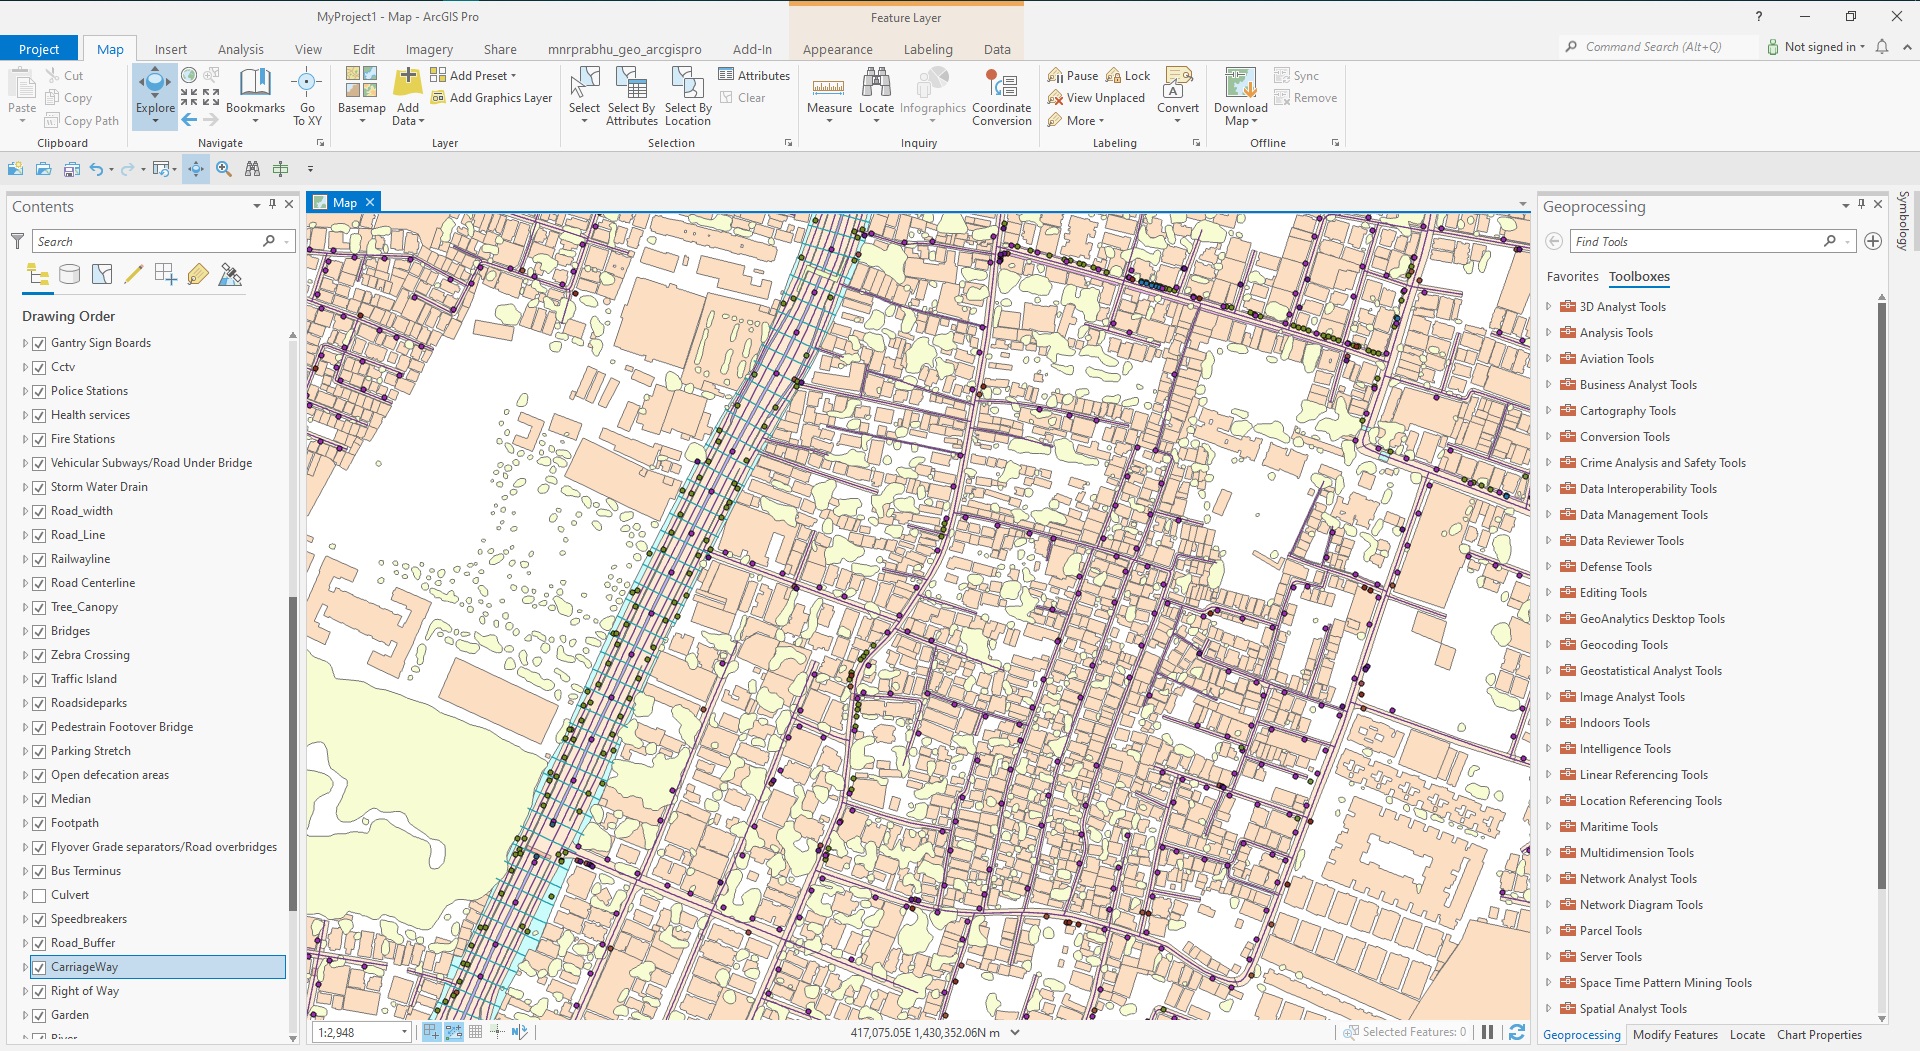 MyProject1 - Map - ArcGIS Pro
Feature Layer
?
Project Map Insert Analysis View Edit Imagery Share mnrprabhu_geo_arcgispro Add-In Appearance Labeling Data
Command Search (Alt+Q)
Not signed in
Paste
Cut
Copy
Copy Path
Clipboard
Explore
Bookmarks
Go To XY
Navigate
Basemap
Add Data
Add Preset
Add Graphics Layer
Layer
Select
Select By Attributes
Select By Location
Attributes
Clear
Selection
Measure
Locate
Infographics
Coordinate Conversion
Inquiry
Pause
Lock
View Unplaced
More
Convert
Labeling
Download Map
Sync
Remove
Offline
Contents
Search
Drawing Order
Gantry Sign Boards
Cctv
Police Stations
Health services
Fire Stations
Vehicular Subways/Road Under Bridge
Storm Water Drain
Road_width
Road_Line
Railwayline
Road Centerline
Tree_Canopy
Bridges
Zebra Crossing
Traffic Island
Roadsideparks
Pedestrain Footover Bridge
Parking Stretch
Open defecation areas
Median
Footpath
Flyover Grade separators/Road overbridges
Bus Terminus
Culvert
Speedbreakers
Road_Buffer
CarriageWay
Right of Way
Garden
River
Map
1:2,948
417,075.05E 1,430,352.06N m
Selected Features: 0
Geoprocessing
Find Tools
Favorites Toolboxes
3D Analyst Tools
Analysis Tools
Aviation Tools
Business Analyst Tools
Cartography Tools
Conversion Tools
Crime Analysis and Safety Tools
Data Interoperability Tools
Data Management Tools
Data Reviewer Tools
Defense Tools
Editing Tools
GeoAnalytics Desktop Tools
Geocoding Tools
Geostatistical Analyst Tools
Image Analyst Tools
Indoors Tools
Intelligence Tools
Linear Referencing Tools
Location Referencing Tools
Maritime Tools
Multidimension Tools
Network Analyst Tools
Network Diagram Tools
Parcel Tools
Server Tools
Space Time Pattern Mining Tools
Spatial Analyst Tools
Geoprocessing Modify Features Locate Chart Properties
Symbology